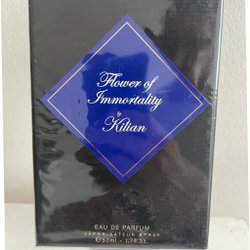 Flower of
Immortality
by
Kilian
EAU DE PARFUM
VAPORISATEUR SPRAY
℮50ml - 1.7fl.oz.